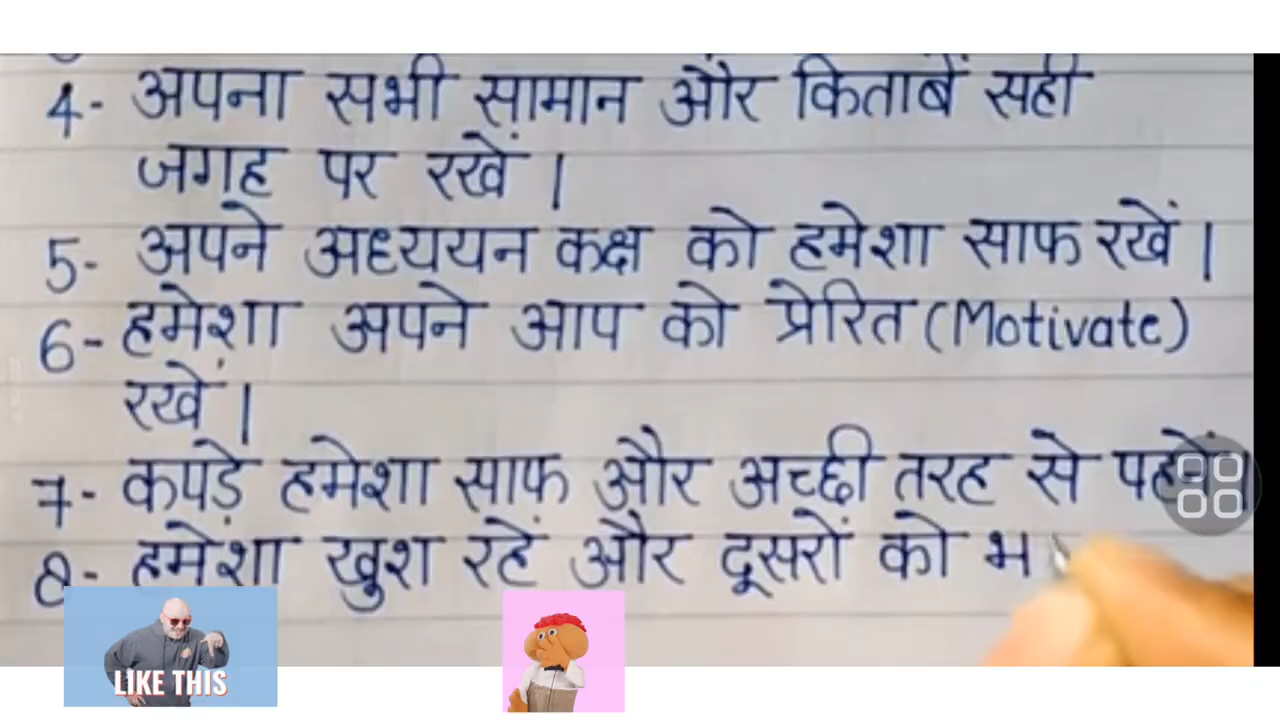 4- अपना सभी सामान और किताबें सही
जगह पर रखें।
5- अपने अध्ययन कक्ष को हमेशा साफ रखें।
6- हमेशा अपने आप को प्रेरित (Motivate)
रखें।
7- कपड़े हमेशा साफ और अच्छी तरह से पहनें।
8- हमेंशा खुश रहें और दूसरों को भ
LIKE THIS